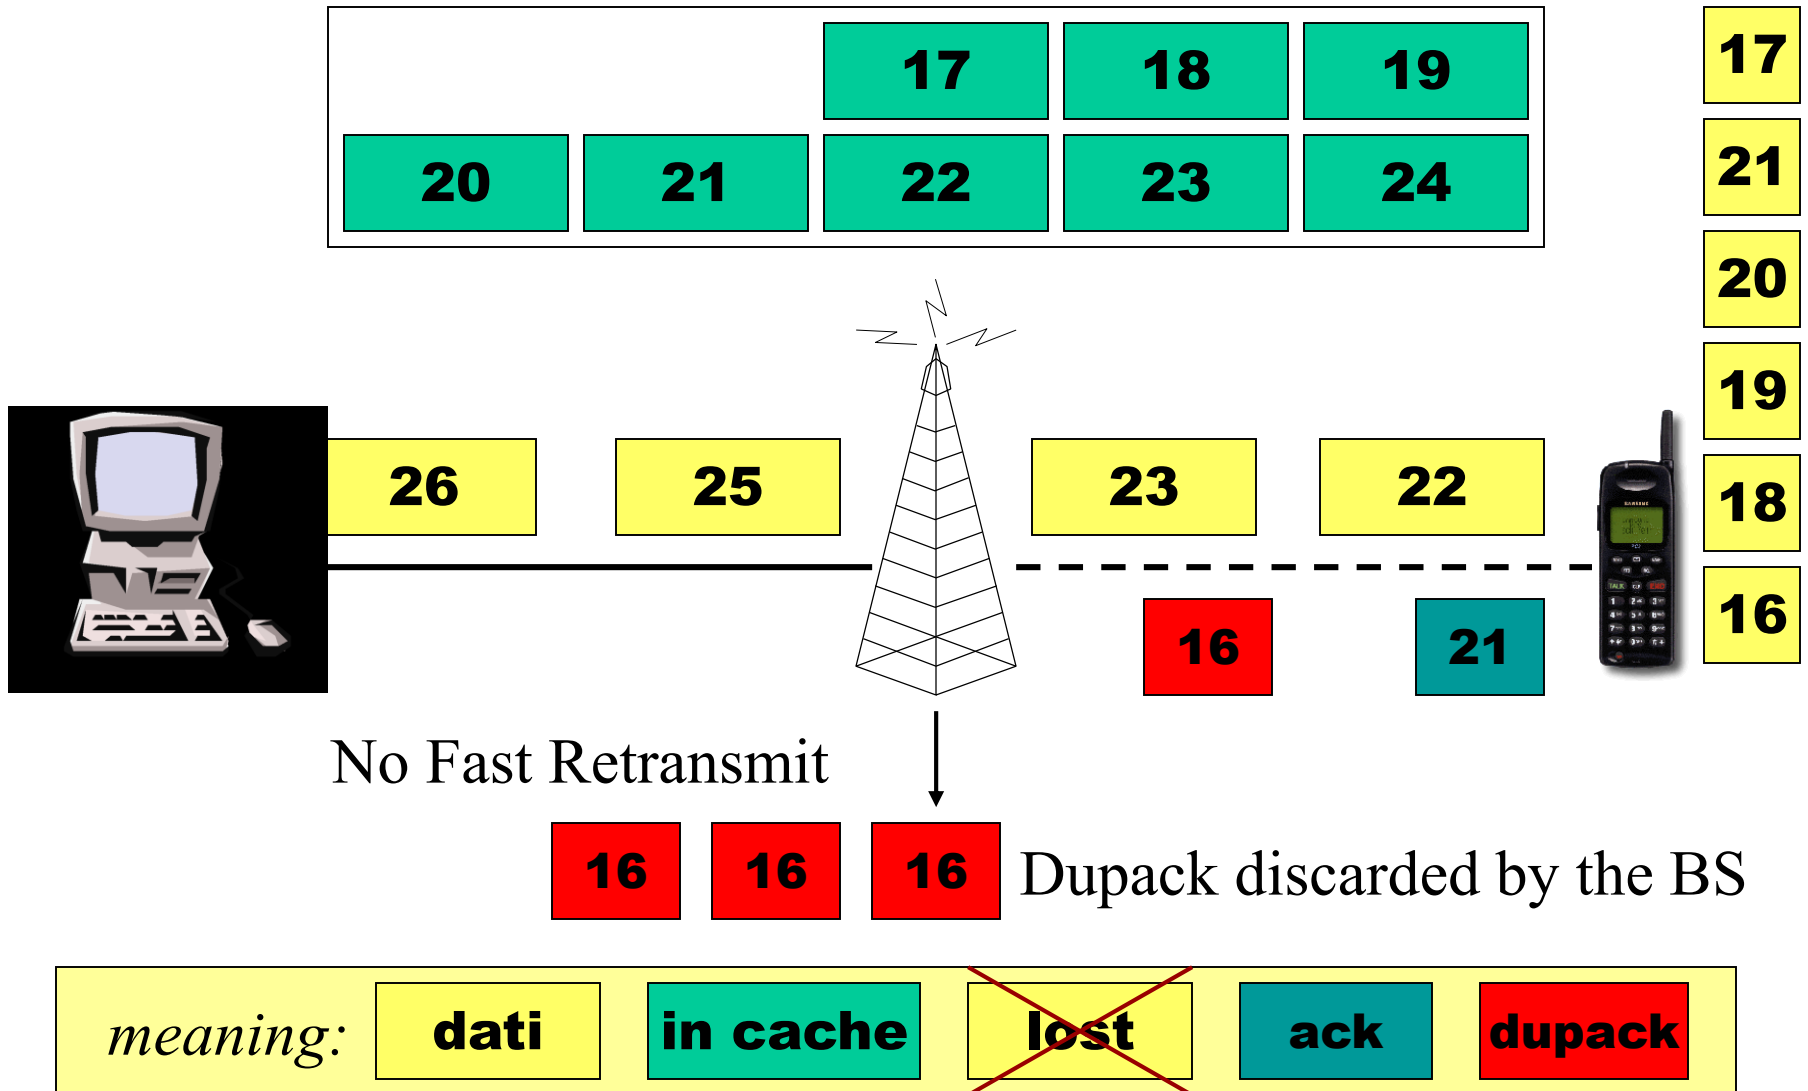 17 18 19
20 21 22 23 24
17
21
20
19
18
16
26 25 23 22
16 21
No Fast Retransmit
16 16 16 Dupack discarded by the BS
meaning: dati in cache lost ack dupack